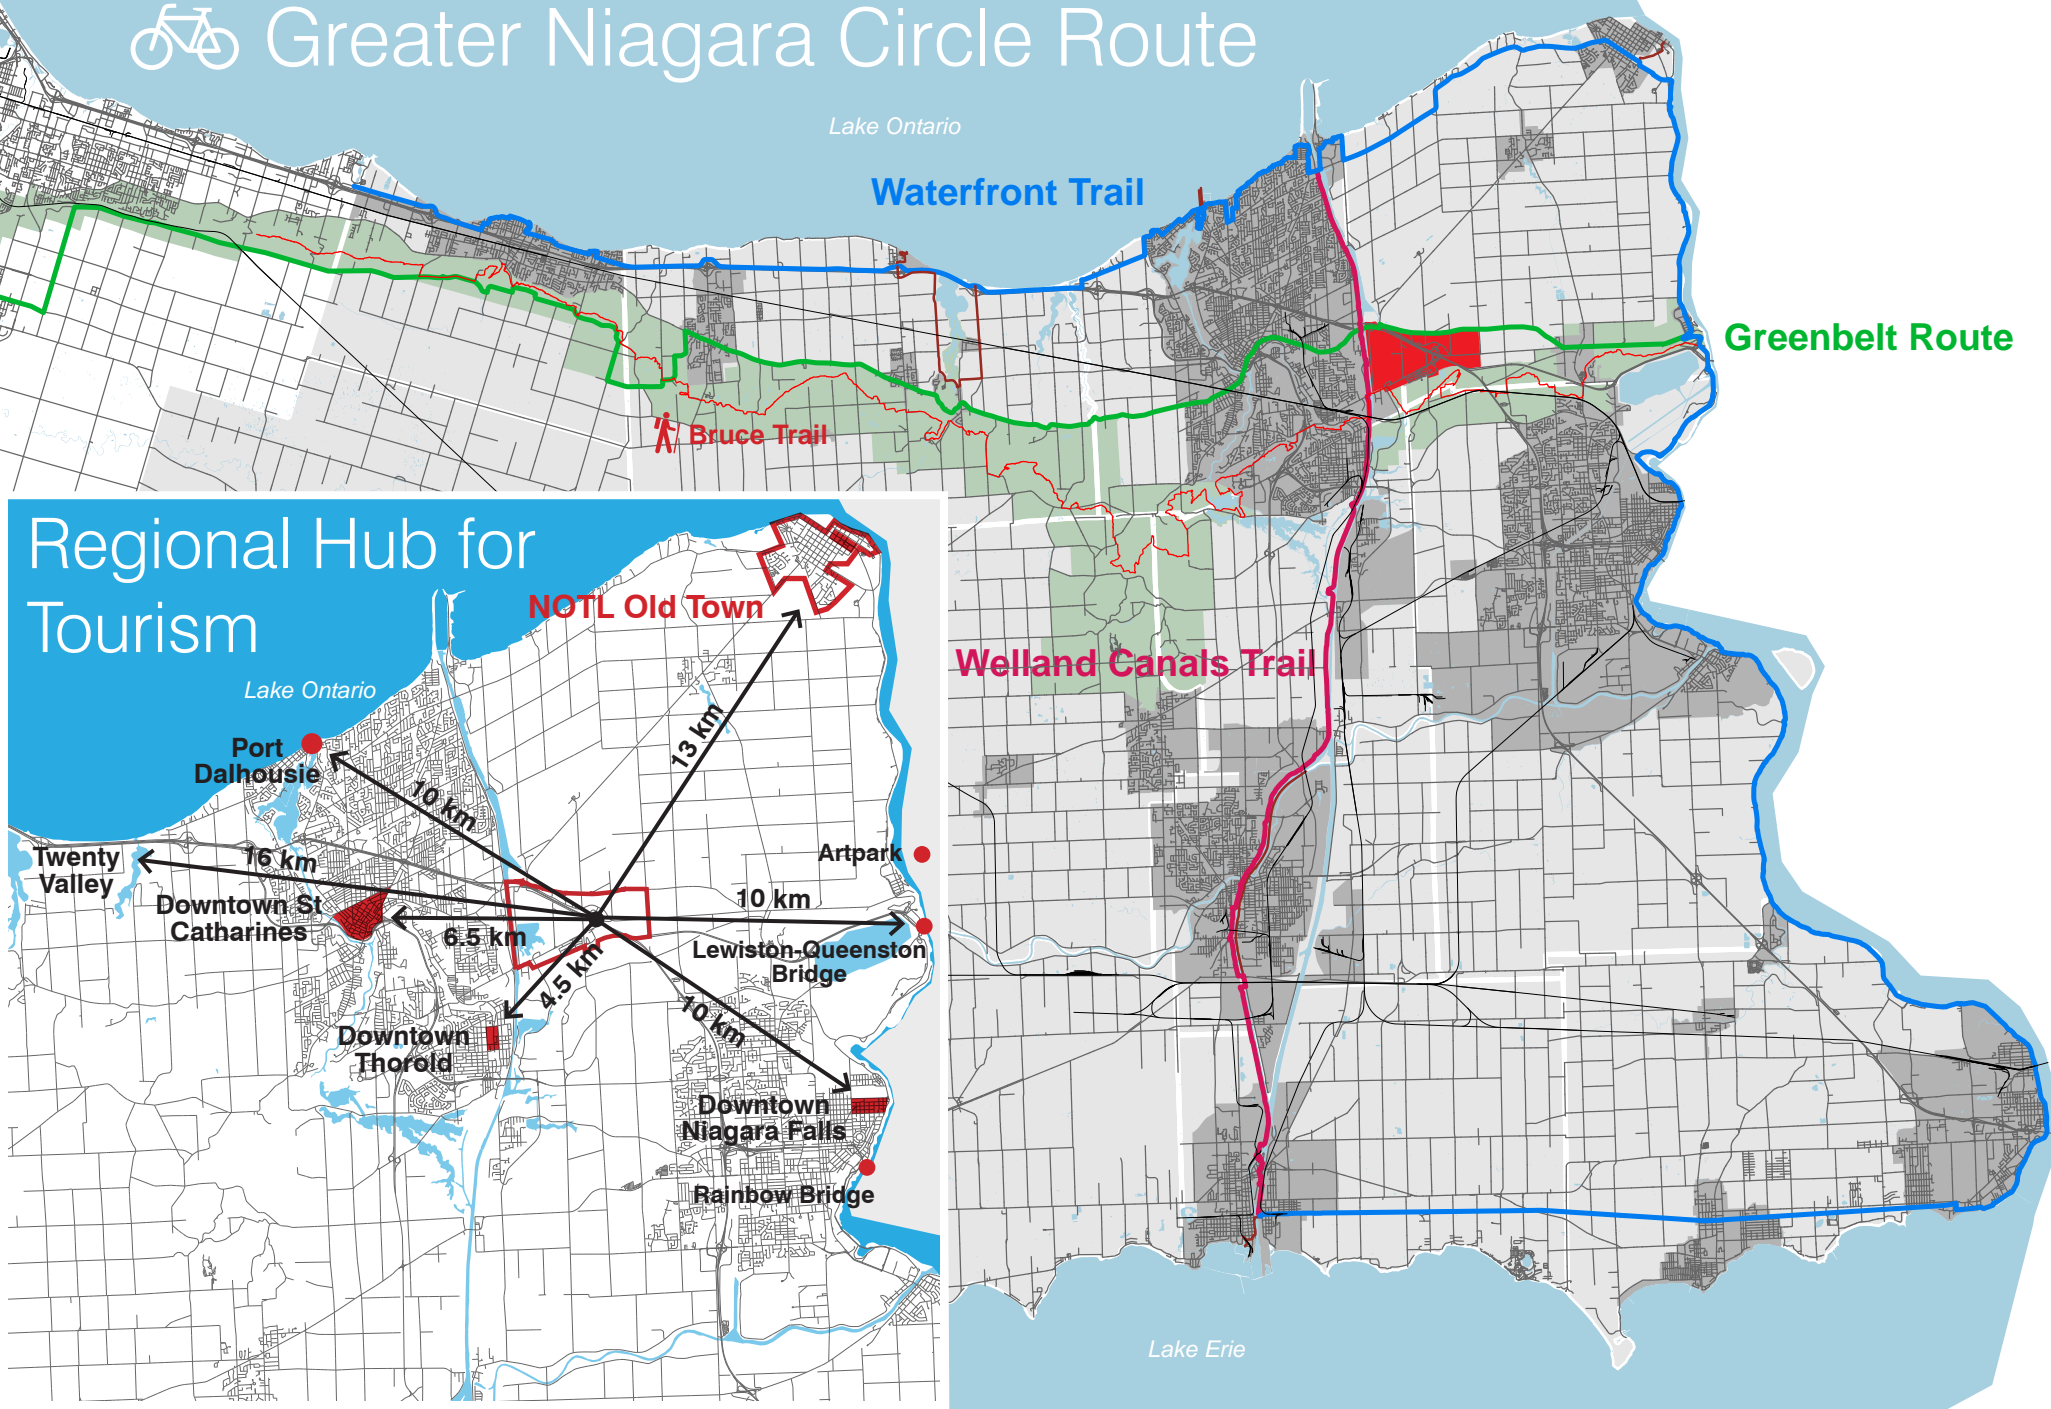 Greater Niagara Circle Route
Lake Ontario
Waterfront Trail
Greenbelt Route
Bruce Trail
Welland Canals Trail
Lake Erie
Regional Hub for
Tourism
NOTL Old Town
Lake Ontario
13 km
Port
Dalhousie
10 km
Twenty
Valley
16 km
Artpark
Downtown St
Catharines
10 km
6.5 km
Lewiston-Queenston
Bridge
4.5 km
10 km
Downtown
Thorold
Downtown
Niagara Falls
Rainbow Bridge